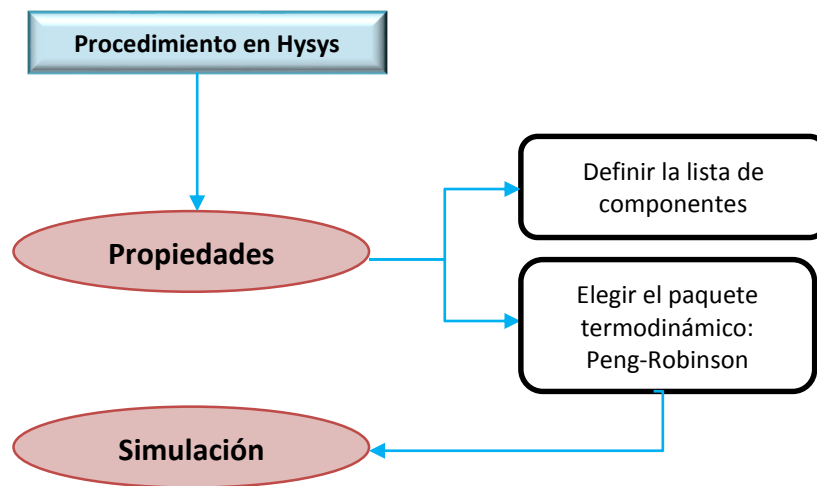 Procedimiento en Hysys
Definir la lista de
componentes
Propiedades
Elegir el paquete
termodinámico:
Peng-Robinson
Simulación